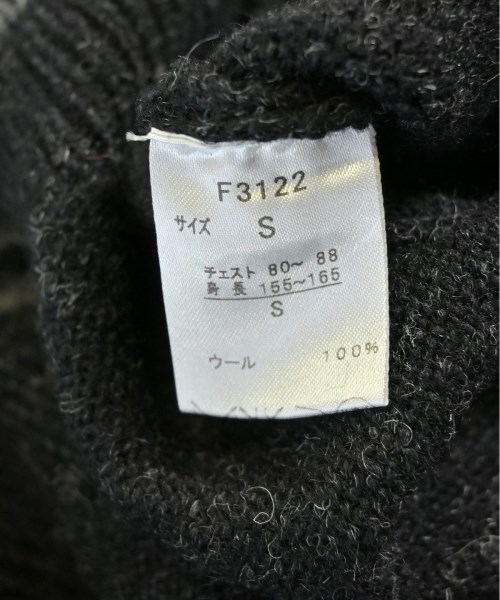 F3122
サイズ S
チェスト 80～ 88
身 長 155～165
S
ウール 100%